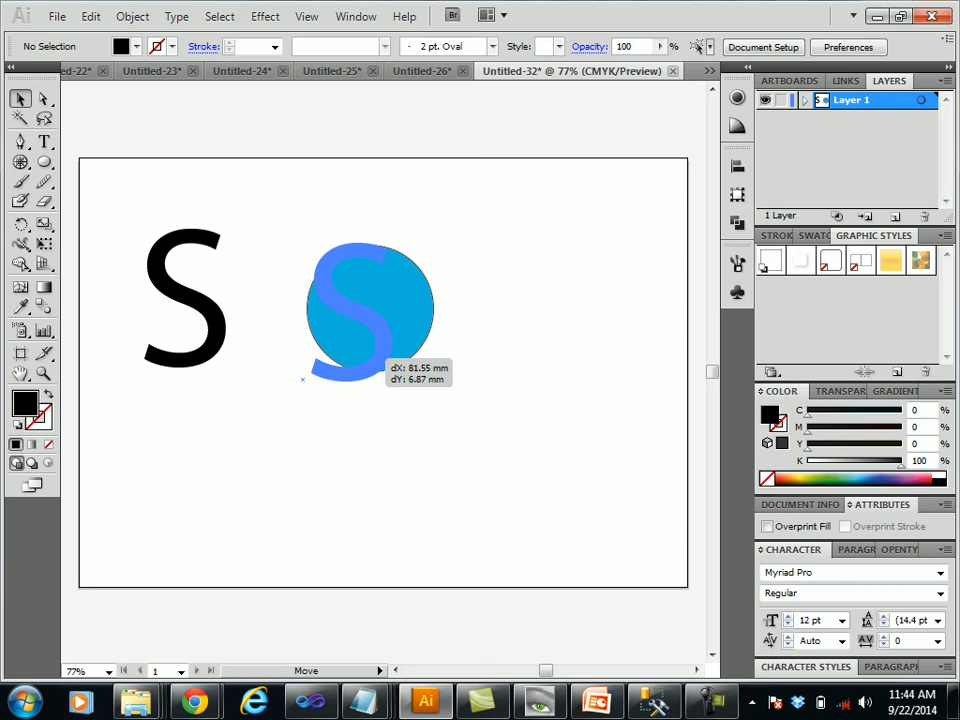 Ai File Edit Object Type Select Effect View Window Help Br
No Selection Stroke: 2 pt. Oval Style: Opacity: 100 % Document Setup Preferences
ed-22* Untitled-23* Untitled-24* Untitled-25* Untitled-26* Untitled-32* @ 77% (CMYK/Preview)
ARTBOARDS LINKS LAYERS
S Layer 1
1 Layer
STROK SWATC GRAPHIC STYLES
S S
dX: 81.55 mm
dY: 6.87 mm
COLOR TRANSPAR GRADIENT
C 0 %
M 0 %
Y 0 %
K 100 %
DOCUMENT INFO ATTRIBUTES
Overprint Fill Overprint Stroke
CHARACTER PARAGR OPENTY
Myriad Pro
Regular
12 pt (14.4 pt
Auto 0
CHARACTER STYLES PARAGRAPH
77% 1 Move
Ai
11:44 AM
9/22/2014